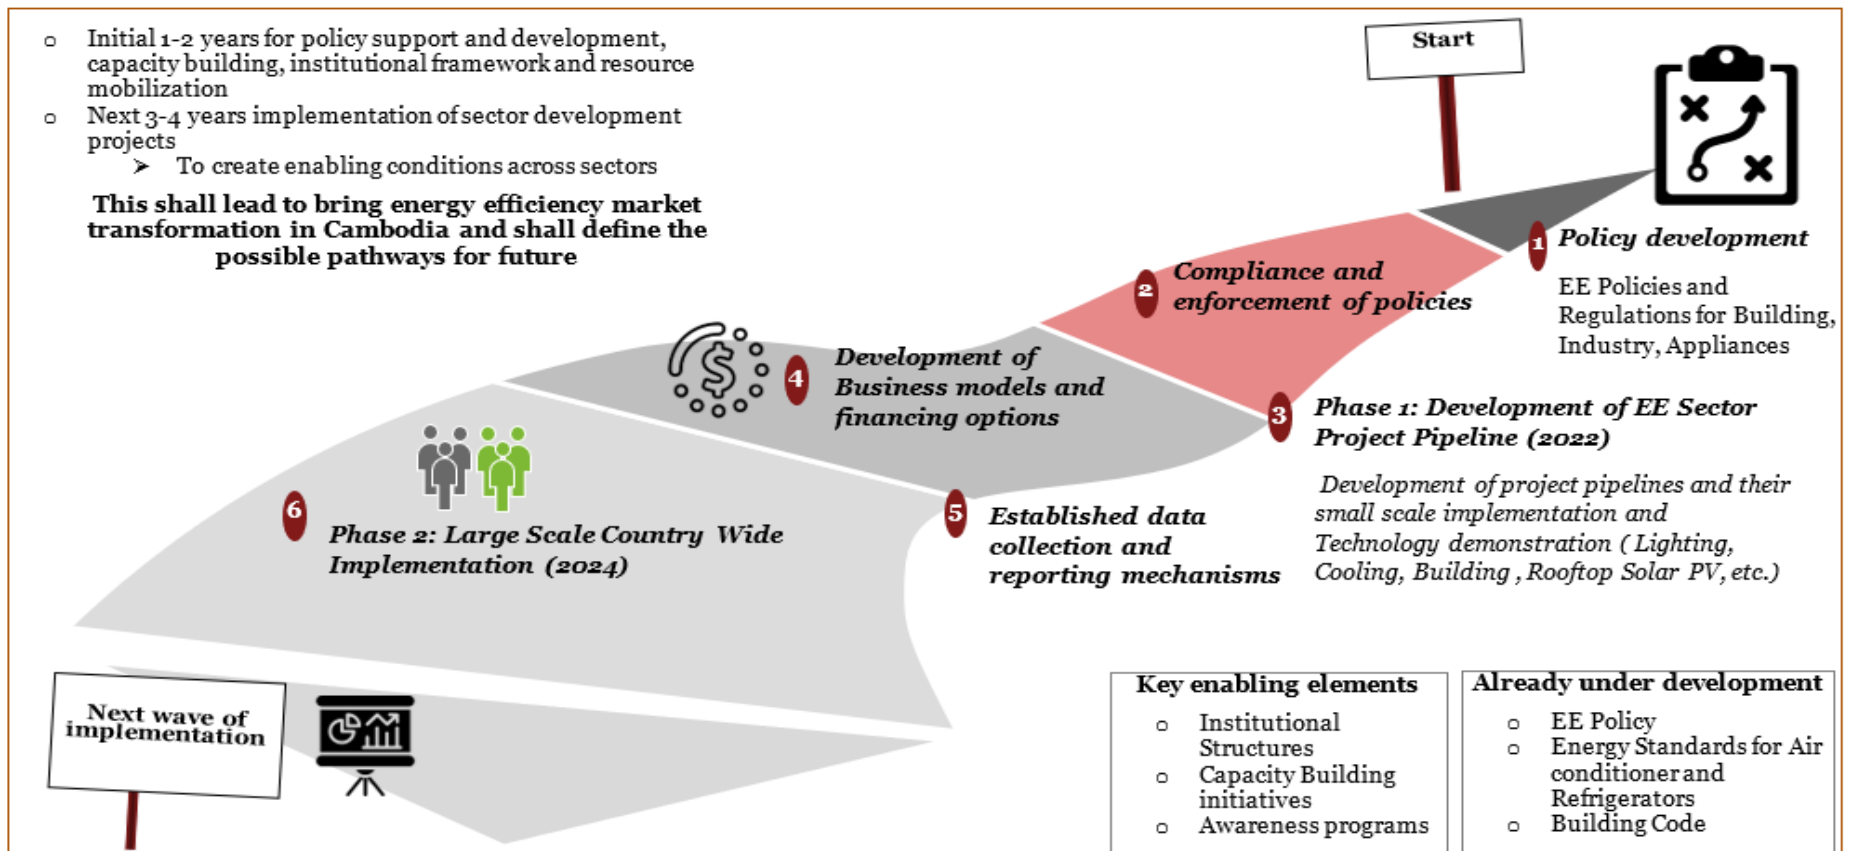 o Initial 1-2 years for policy support and development,
capacity building, institutional framework and resource
mobilization
o Next 3-4 years implementation of sector development
projects
➢ To create enabling conditions across sectors
This shall lead to bring energy efficiency market
transformation in Cambodia and shall define the
possible pathways for future
Start
1 Policy development
EE Policies and
Regulations for Building,
Industry, Appliances
2 Compliance and
enforcement of policies
3 Phase 1: Development of EE Sector
Project Pipeline (2022)
Development of project pipelines and their
small scale implementation and
Technology demonstration ( Lighting,
Cooling, Building , Rooftop Solar PV, etc.)
4 Development of
Business models and
financing options
5 Established data
collection and
reporting mechanisms
6 Phase 2: Large Scale Country Wide
Implementation (2024)
Next wave of
implementation
Key enabling elements
o Institutional
Structures
o Capacity Building
initiatives
o Awareness programs
Already under development
o EE Policy
o Energy Standards for Air
conditioner and
Refrigerators
o Building Code